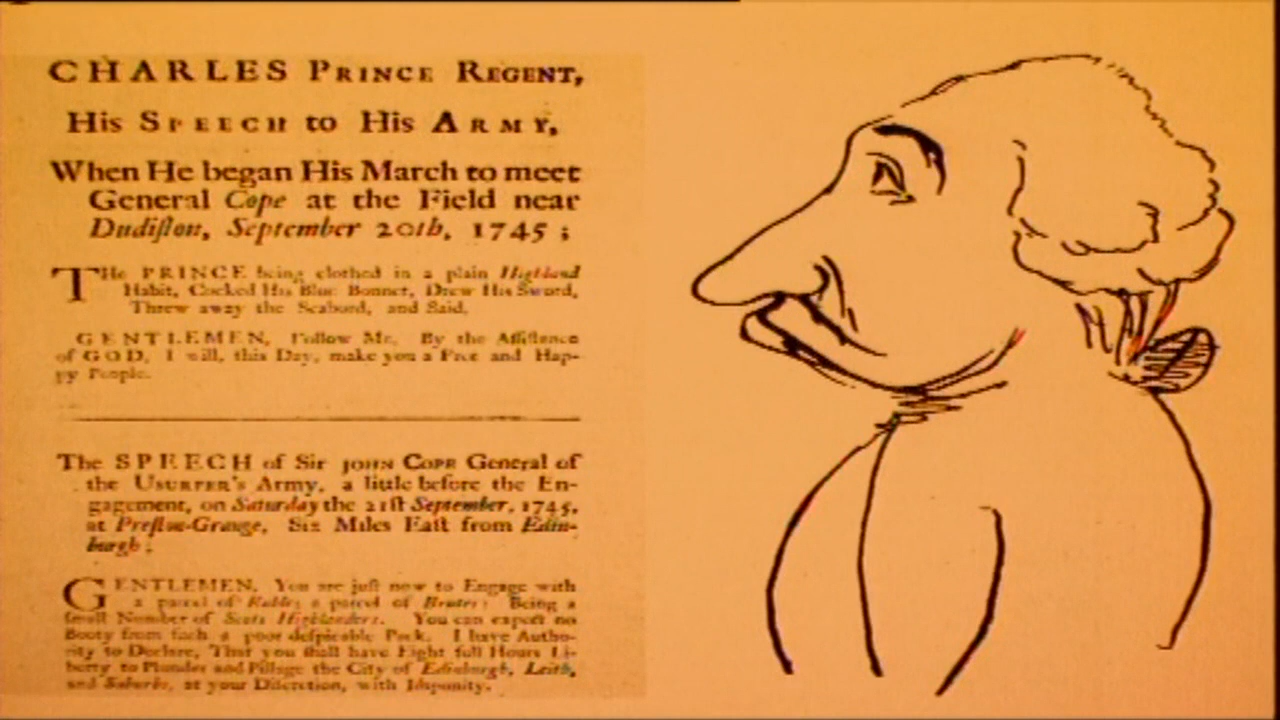 CHARLES PRINCE REGENT,
His SPEECH to His ARMY,
When He began His March to meet
General Cope at the Field near
Dudiſton, September 20th, 1745 ;
THe PRINCE being clothed in a plain Highland
Habit, Cocked His Blue Bonnet, Drew His Sword,
Threw away the Scabord, and Said,
GENTLEMEN, Follow Me, By the Aſſiſtence
of GOD, I will, this Day, make you a Free and Hap-
py People.
The SPEECH of Sir JOHN COPE General of
the USURPER's Army, a little before the En-
gagement, on Saturday the 21ſt September, 1745,
at Preſton-Grange, Six Miles Eaſt from Edin-
burgh ;
GENTLEMEN, You are juſt now to Engage with
a parcel of Rable; a parcel of Brutes; Being a
ſmall Number of Scots Highlanders. You can expect no
Booty from ſuch a poor deſpicable Pack. I have Autho-
rity to Declare, That you ſhall have Eight full Hours Li-
berty to Plunder and Pillage the City of Edinburgh, Leith,
and Suburbs, at your Diſcretion, with Impunity.